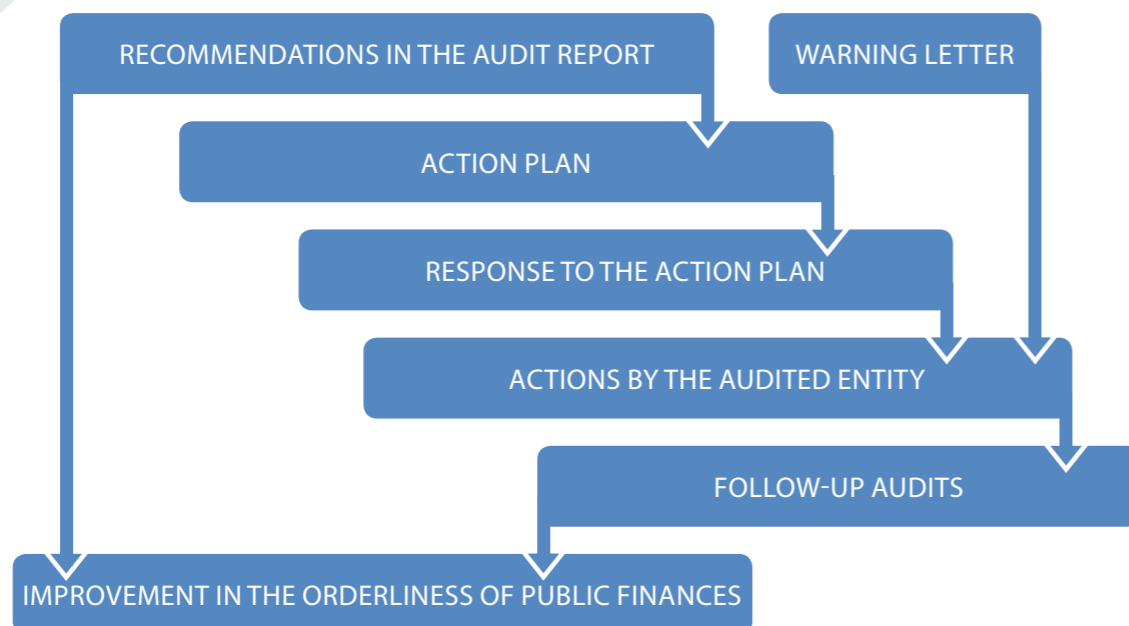 RECOMMENDATIONS IN THE AUDIT REPORT
WARNING LETTER
ACTION PLAN
RESPONSE TO THE ACTION PLAN
ACTIONS BY THE AUDITED ENTITY
FOLLOW-UP AUDITS
IMPROVEMENT IN THE ORDERLINESS OF PUBLIC FINANCES